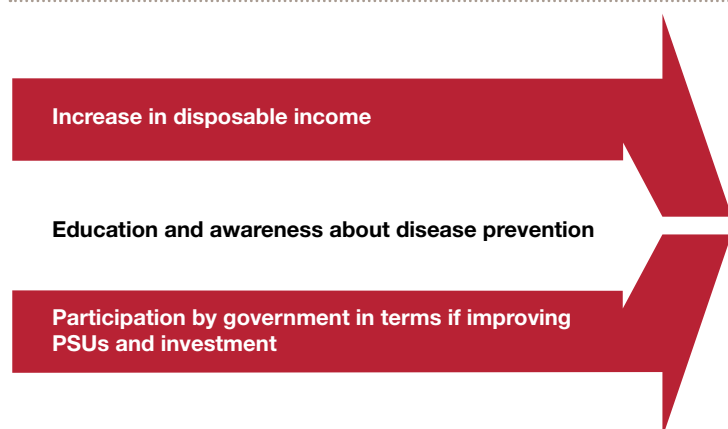 Increase in disposable income
Education and awareness about disease prevention
Participation by government in terms if improving
PSUs and investment